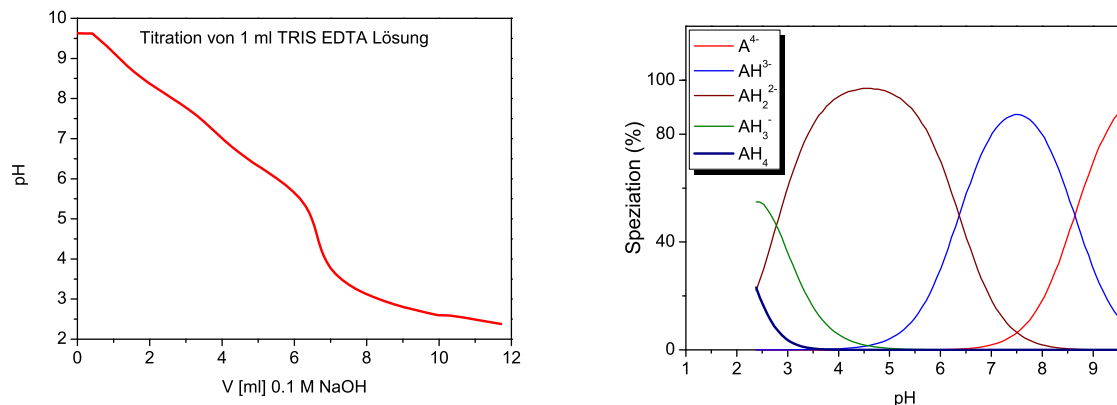 Titration von 1 ml TRIS EDTA Lösung
10
9
8
7
6
5
4
3
2
pH
0
2
4
6
8
10
12
V [ml] 0.1 M NaOH
A⁴⁻
AH³⁻
AH₂²⁻
AH₃⁻
AH₄
80
100
40
0
Speziation (%)
1
2
3
4
5
6
7
8
9
pH